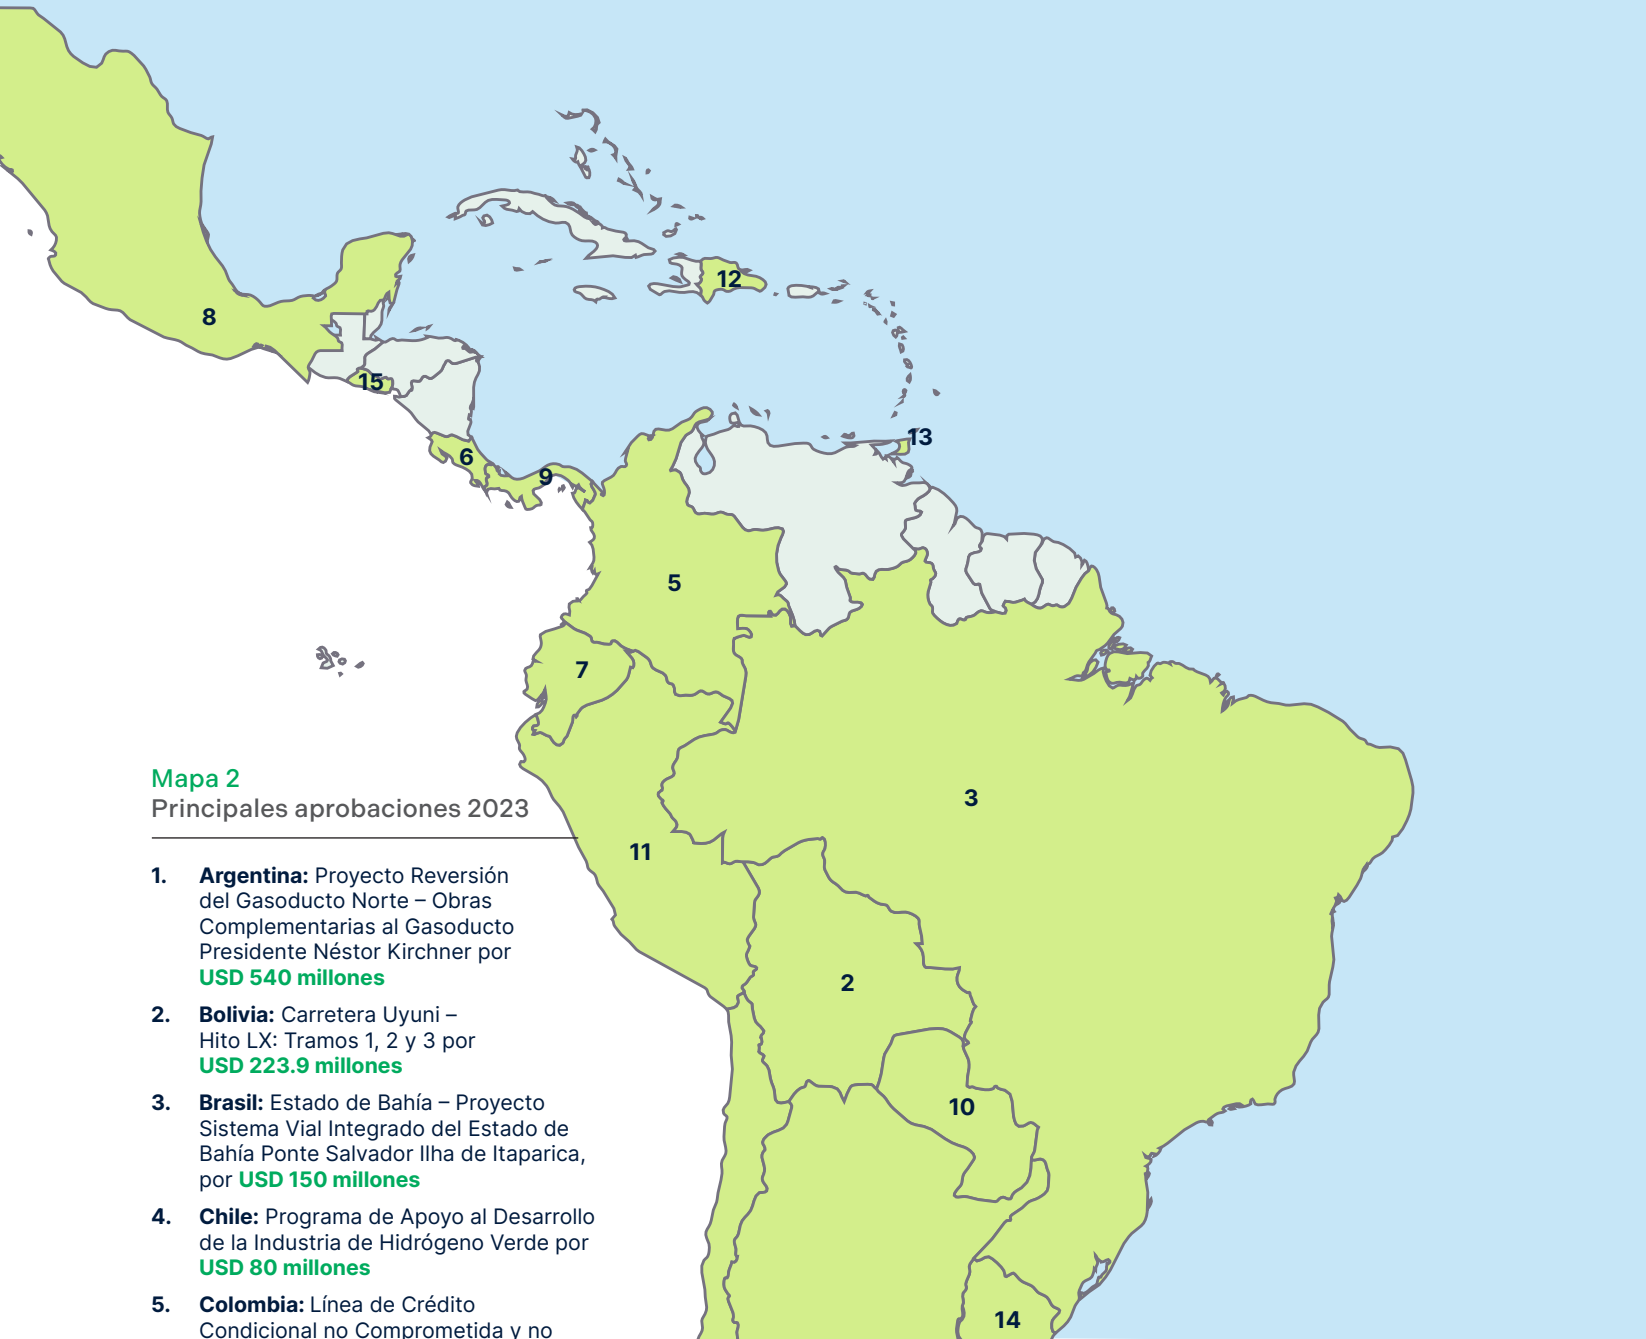 12
8
15
13
6
9
5
7
Mapa 2
Principales aprobaciones 2023
3
11
1. Argentina: Proyecto Reversión
del Gasoducto Norte – Obras
Complementarias al Gasoducto
Presidente Néstor Kirchner por
USD 540 millones
2
2. Bolivia: Carretera Uyuni –
Hito LX: Tramos 1, 2 y 3 por
USD 223.9 millones
10
3. Brasil: Estado de Bahía – Proyecto
Sistema Vial Integrado del Estado de
Bahía Ponte Salvador Ilha de Itaparica,
por USD 150 millones
4. Chile: Programa de Apoyo al Desarrollo
de la Industria de Hidrógeno Verde por
USD 80 millones
5. Colombia: Línea de Crédito
Condicional no Comprometida y no
14